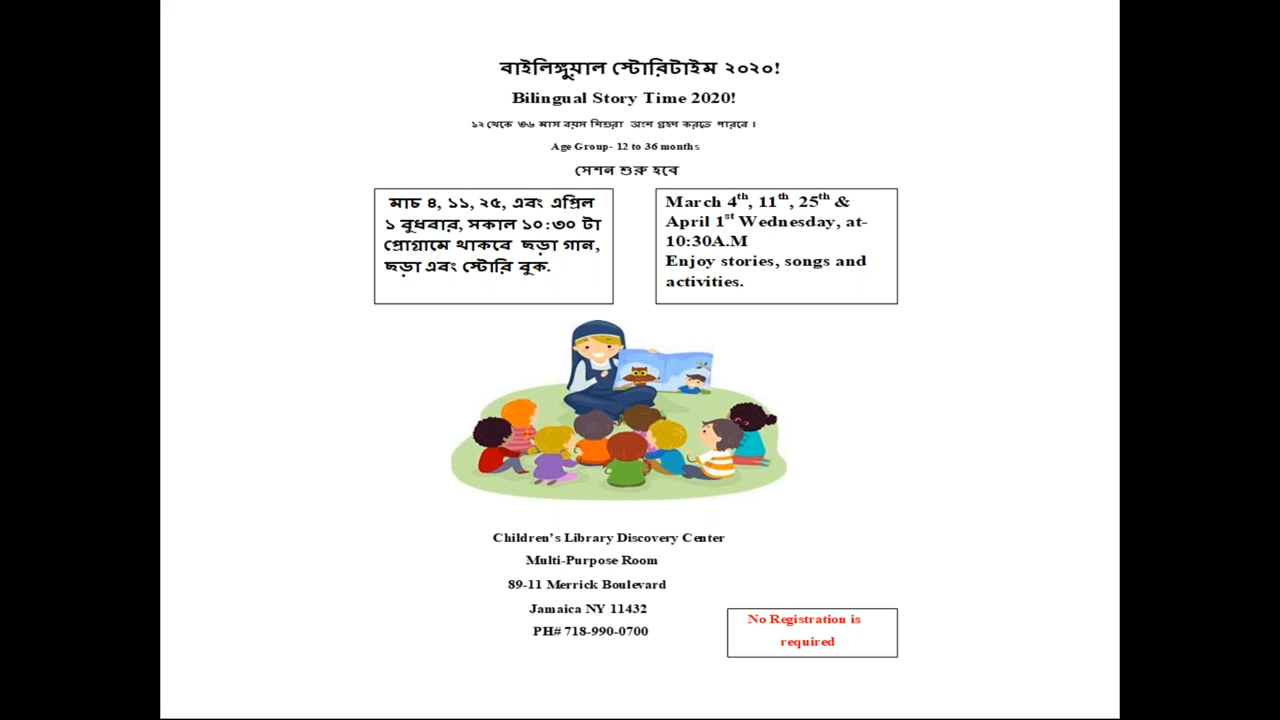 বাইলিঙ্গুয়াল স্টোরিটাইম ২০২০!
Bilingual Story Time 2020!
১২ থেকে ৩৬ মাস বয়স শিশুরা অংশ গ্রহণ করতে পারবে ।
Age Group- 12 to 36 months
সেশন শুরু হবে
মাচ ৪, ১১, ২৫, এবং এপ্রিল
১ বুধবার, সকাল ১০:৩০ টা
প্রোগ্রামে থাকবে ছড়া গান,
ছড়া এবং স্টোরি বুক.
March 4th, 11th, 25th &
April 1st Wednesday, at-
10:30A.M
Enjoy stories, songs and
activities.
Children's Library Discovery Center
Multi-Purpose Room
89-11 Merrick Boulevard
Jamaica NY 11432
PH# 718-990-0700
No Registration is
required